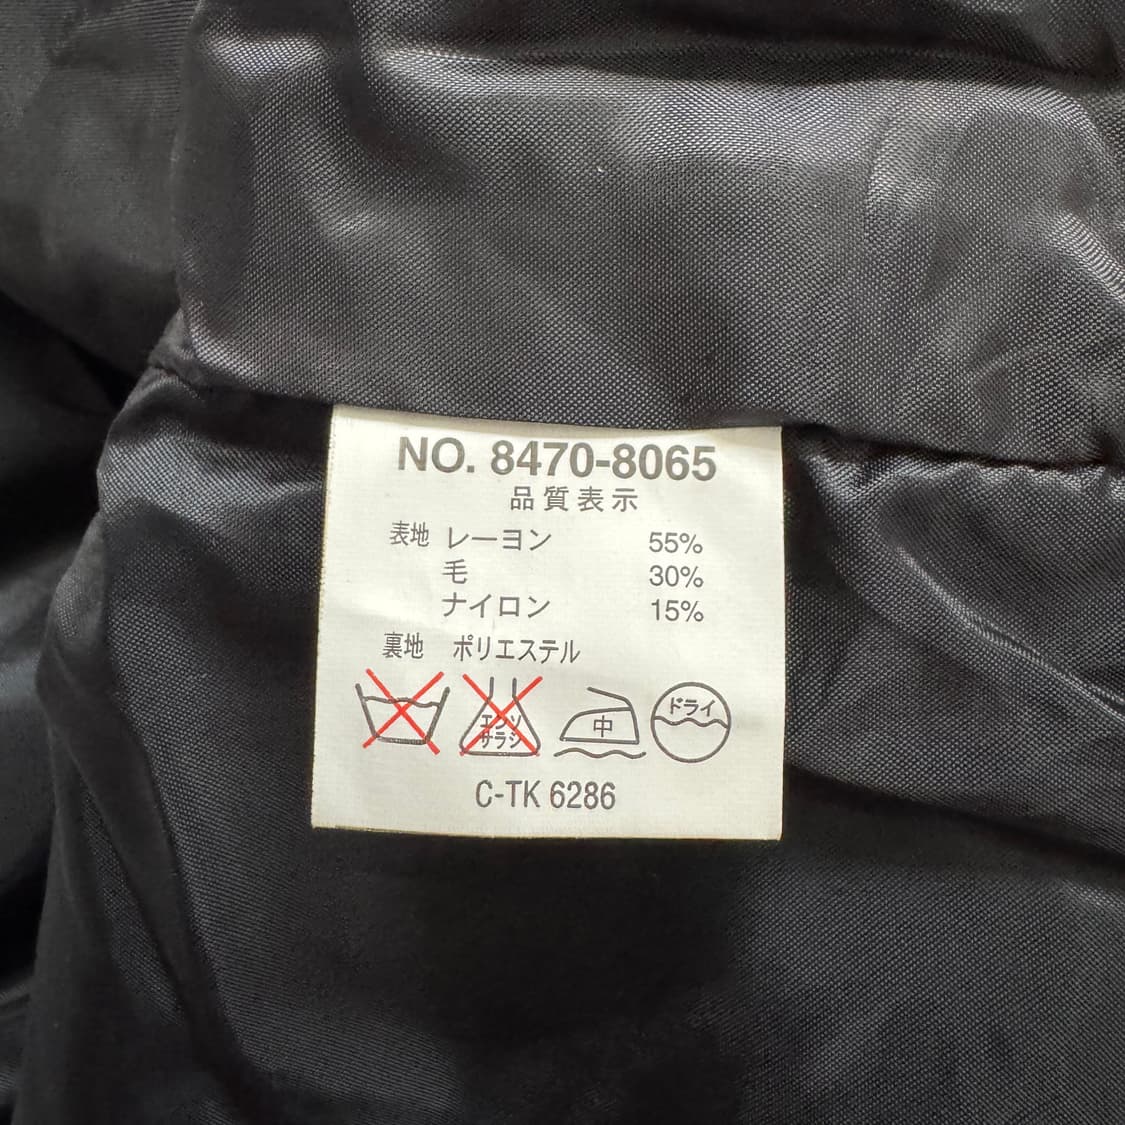 NO. 8470-8065
品質表示
表地 レーヨン 55%
毛 30%
ナイロン 15%
裏地 ポリエステル
エンソサラシ 中 ドライ
C-TK 6286